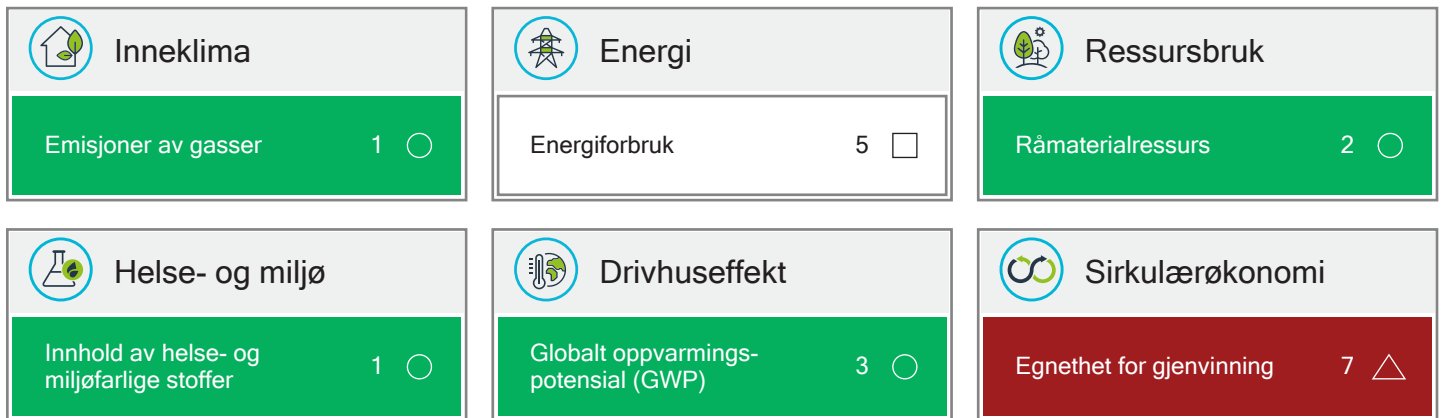 Inneklima
Emisjoner av gasser 1
Energi
Energiforbruk 5
Ressursbruk
Råmaterialressurs 2
Helse- og miljø
Innhold av helse- og
miljøfarlige stoffer 1
Drivhuseffekt
Globalt oppvarmings-
potensial (GWP) 3
Sirkulærøkonomi
Egnethet for gjenvinning 7